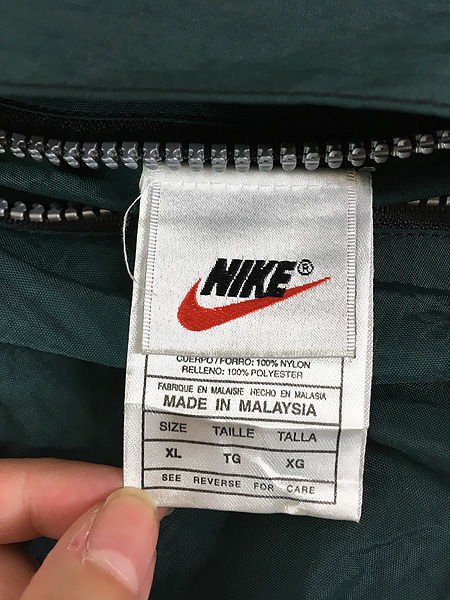 NIKE®
CUERPO/FORRO: 100% NYLON
RELLENO: 100% POLYESTER
FABRIQUE EN MALAISIE HECHO EN MALASIA
MADE IN MALAYSIA
SIZE TAILLE TALLA
XL TG XG
SEE REVERSE FOR CARE